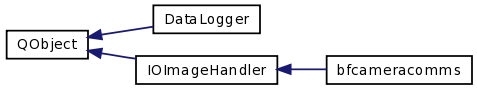 DataLogger
QObject
IOImageHandler
bfcameracomms